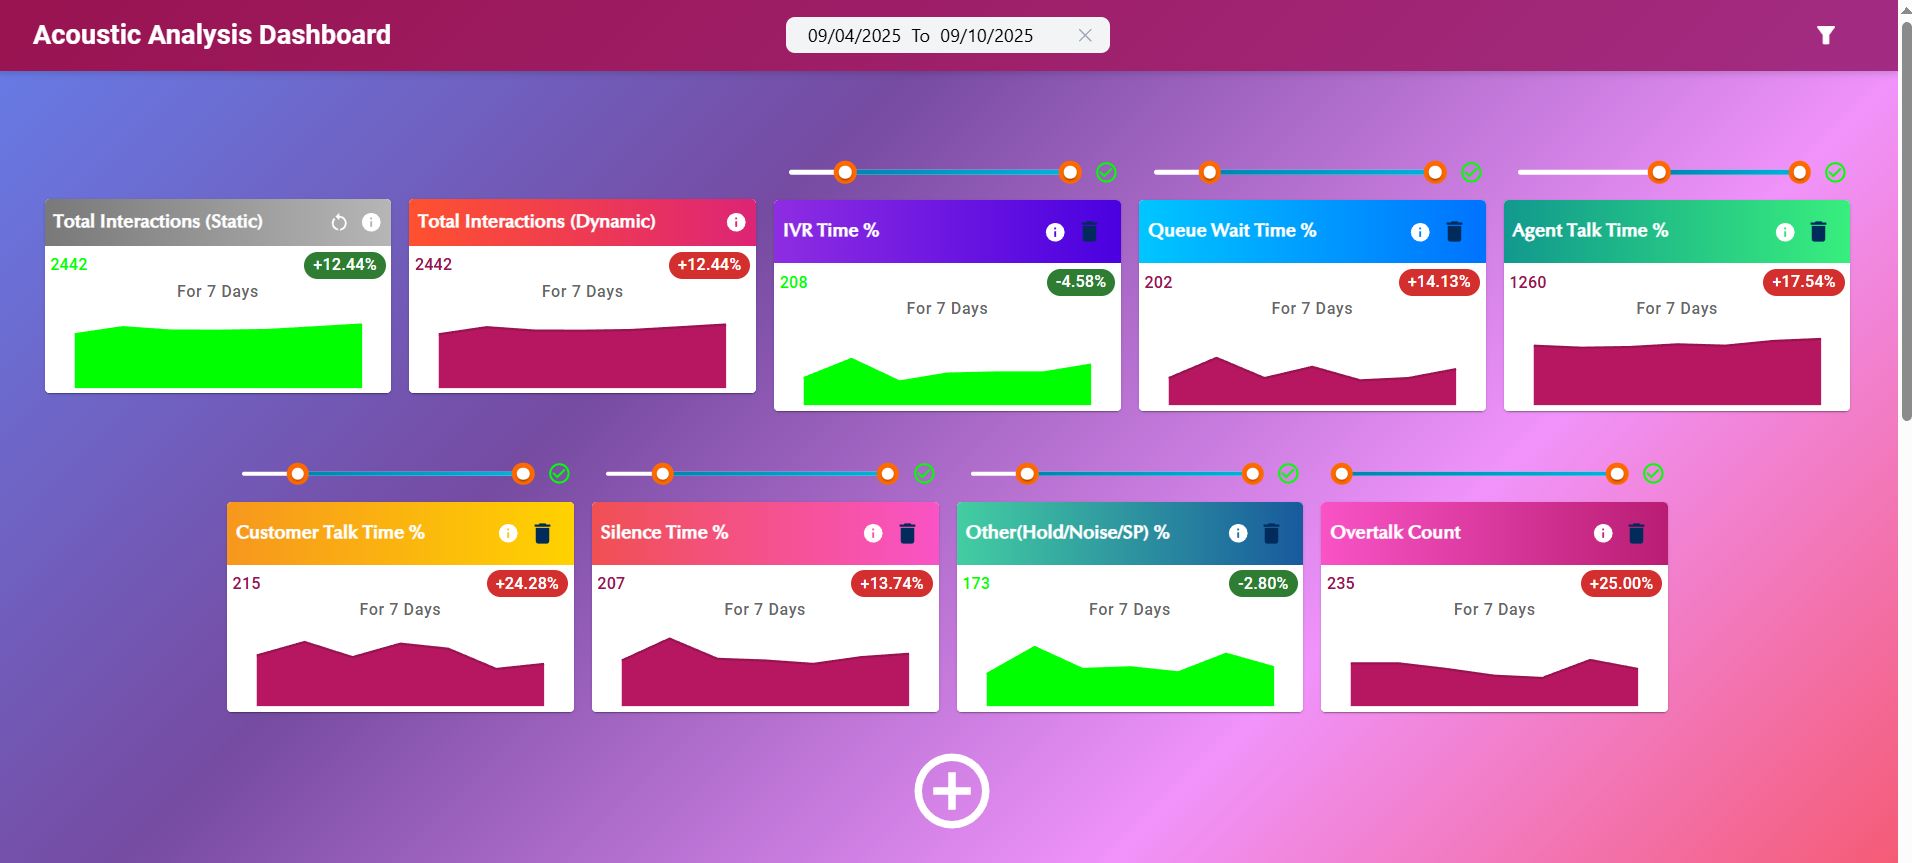 Acoustic Analysis Dashboard
09/04/2025 To 09/10/2025
Total Interactions (Static)
2442
+12.44%
For 7 Days
Total Interactions (Dynamic)
2442
+12.44%
For 7 Days
IVR Time %
208
-4.58%
For 7 Days
Queue Wait Time %
202
+14.13%
For 7 Days
Agent Talk Time %
1260
+17.54%
For 7 Days
Customer Talk Time %
215
+24.28%
For 7 Days
Silence Time %
207
+13.74%
For 7 Days
Other(Hold/Noise/SP) %
173
-2.80%
For 7 Days
Overtalk Count
235
+25.00%
For 7 Days